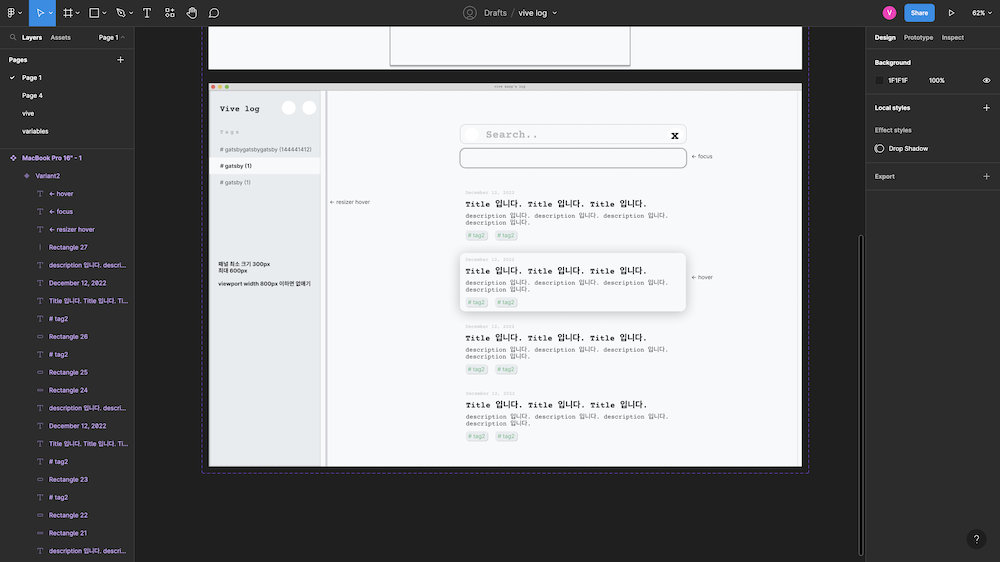 Drafts / vive log
V
Share
62%
Layers
Assets
Page 1
Pages
Page 1
Page 4
vive
variables
MacBook Pro 16" - 1
Variant2
← hover
← focus
← resizer hover
Rectangle 27
description 입니다. descri...
December 12, 2022
Title 입니다. Title 입니다. Ti...
# tag2
Rectangle 26
# tag2
Rectangle 25
Rectangle 24
description 입니다. descri...
December 12, 2022
Title 입니다. Title 입니다. Ti...
# tag2
Rectangle 23
# tag2
Rectangle 22
Rectangle 21
description 입니다. descri...
Vive log
Tags
# gatsbygatsbygatsby (144441412)
# gatsby (1)
# gatsby (1)
패널 최소 크기 300px
최대 600px
viewport width 800px 이하면 없애기
← resizer hover
Search..
x
← focus
December 12, 2022
Title 입니다. Title 입니다. Title 입니다.
description 입니다. description 입니다. description 입니다.
description 입니다.
# tag2
# tag2
December 12, 2022
Title 입니다. Title 입니다. Title 입니다.
description 입니다. description 입니다. description 입니다.
description 입니다.
# tag2
# tag2
← hover
December 12, 2022
Title 입니다. Title 입니다. Title 입니다.
description 입니다. description 입니다. description 입니다.
description 입니다.
# tag2
# tag2
December 12, 2022
Title 입니다. Title 입니다. Title 입니다.
description 입니다. description 입니다. description 입니다.
description 입니다.
# tag2
# tag2
Design
Prototype
Inspect
Background
1F1F1F
100%
Local styles
Effect styles
Drop Shadow
Export
?